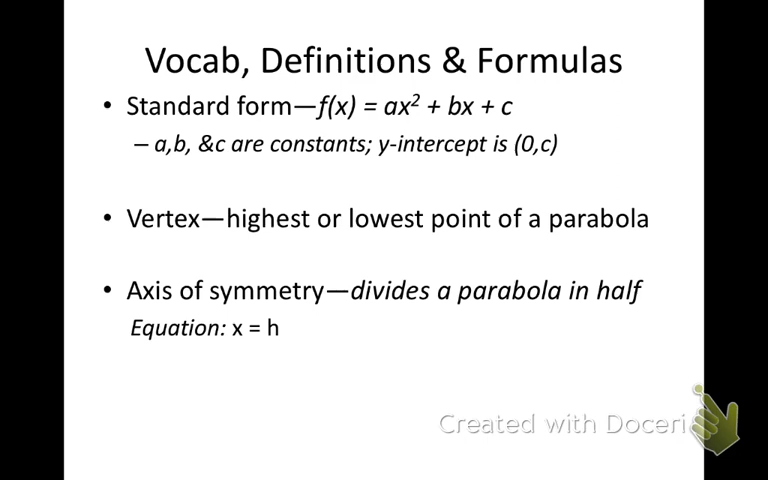 Vocab, Definitions & Formulas
• Standard form—f(x) = ax² + bx + c
– a,b, &c are constants; y-intercept is (0,c)
• Vertex—highest or lowest point of a parabola
• Axis of symmetry—divides a parabola in half
Equation: x = h
Created with Doceri